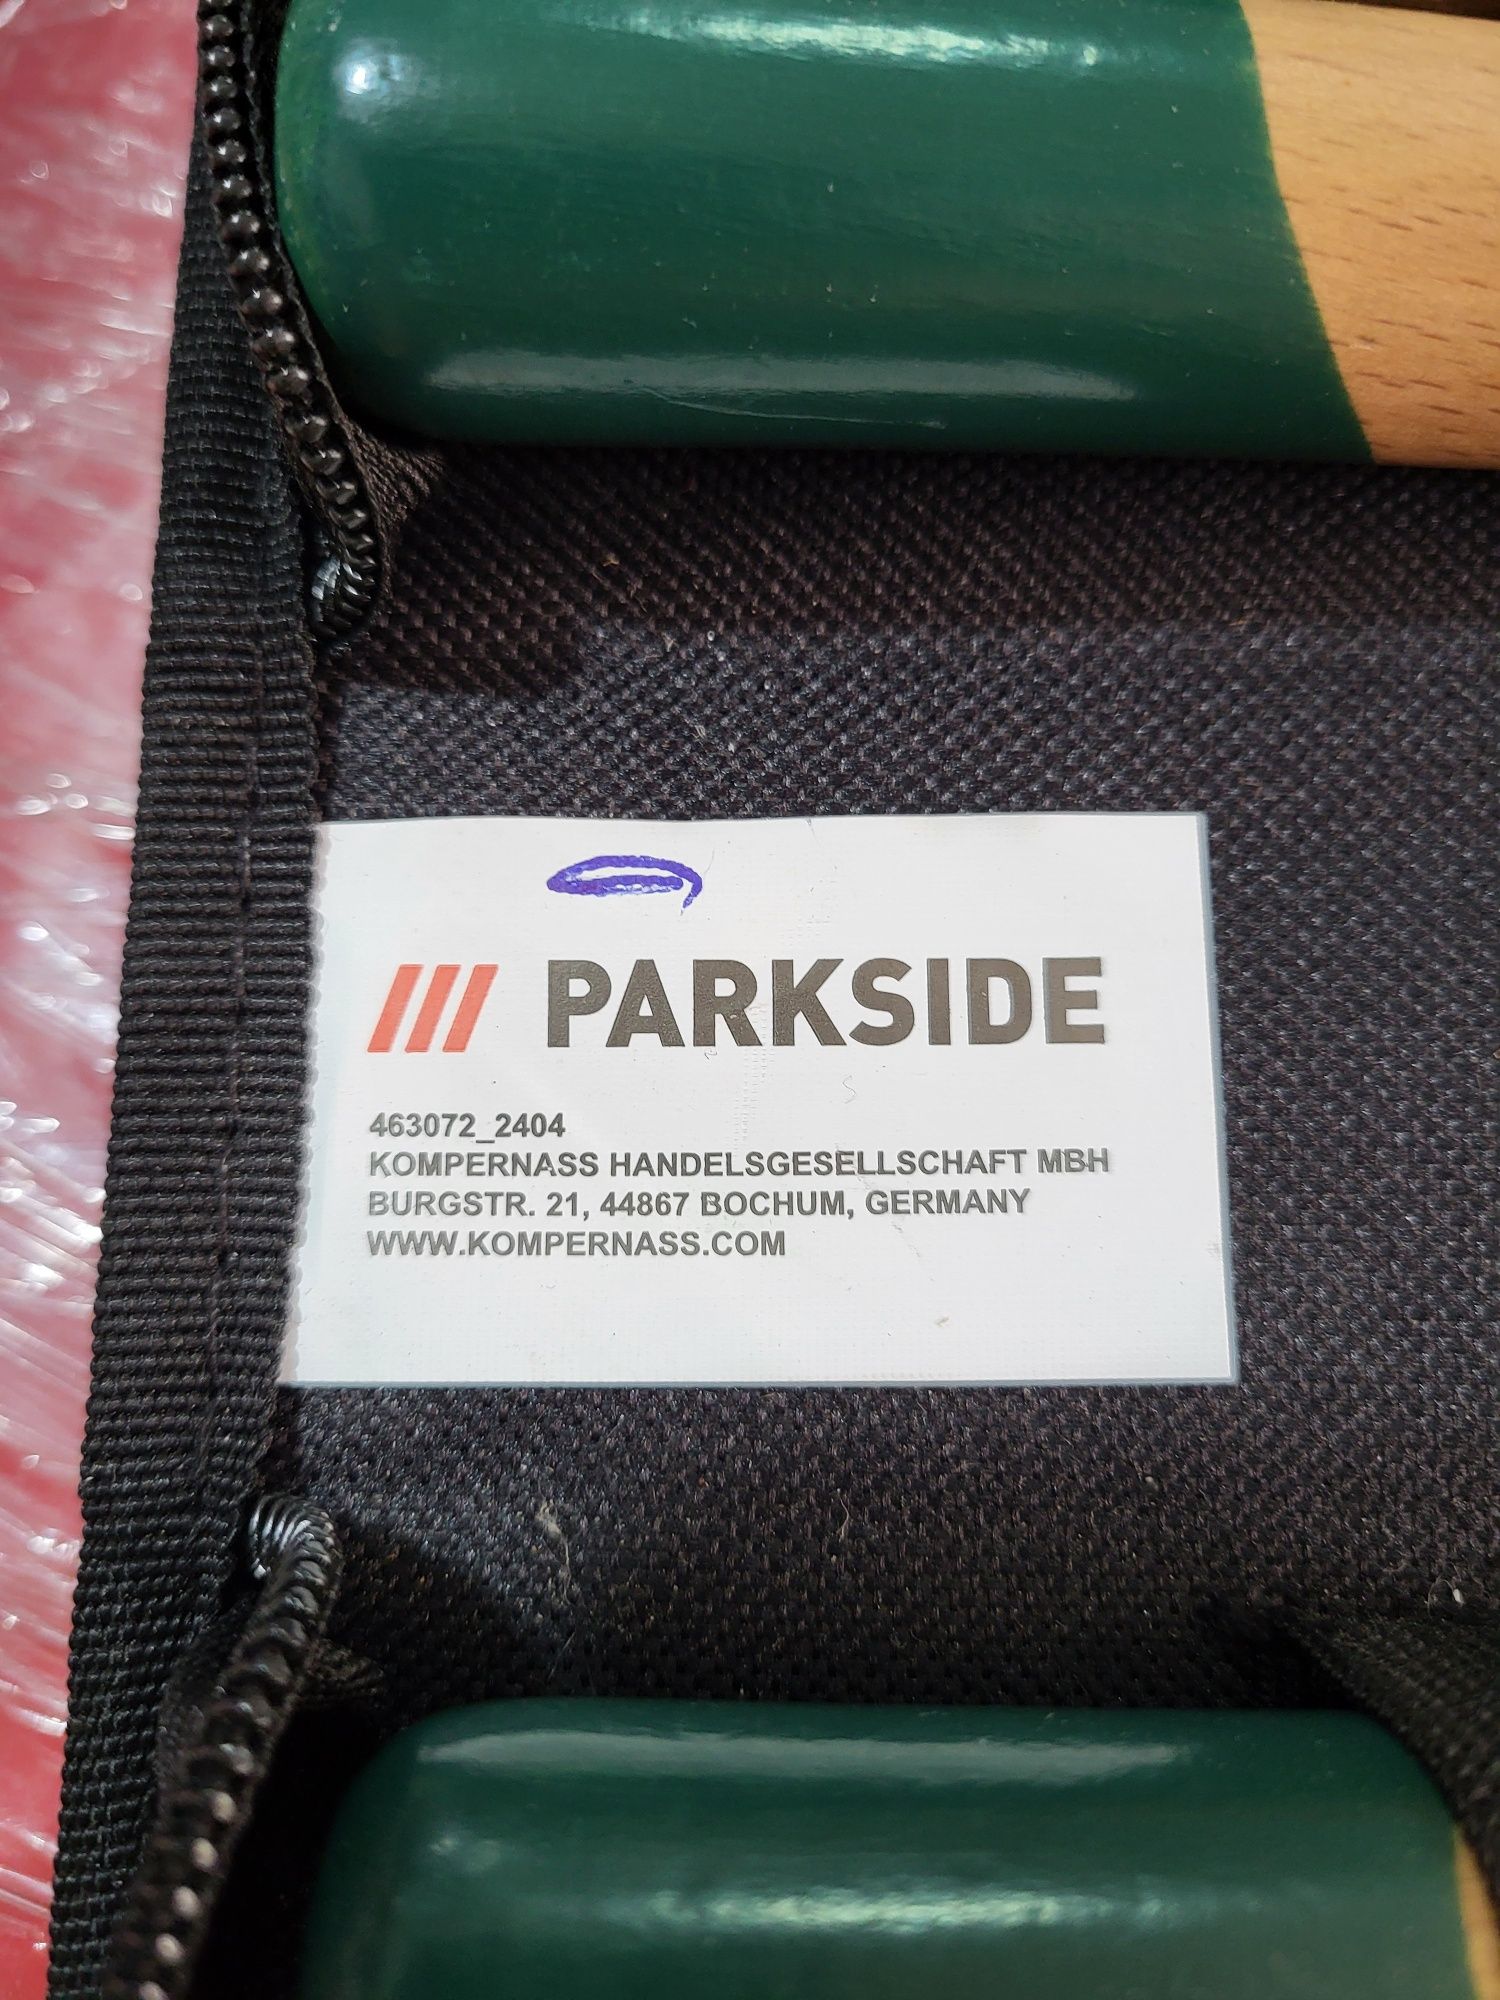 PARKSIDE
463072_2404
KOMPERNASS HANDELSGESELLSCHAFT MBH
BURGSTR. 21, 44867 BOCHUM, GERMANY
WWW.KOMPERNASS.COM